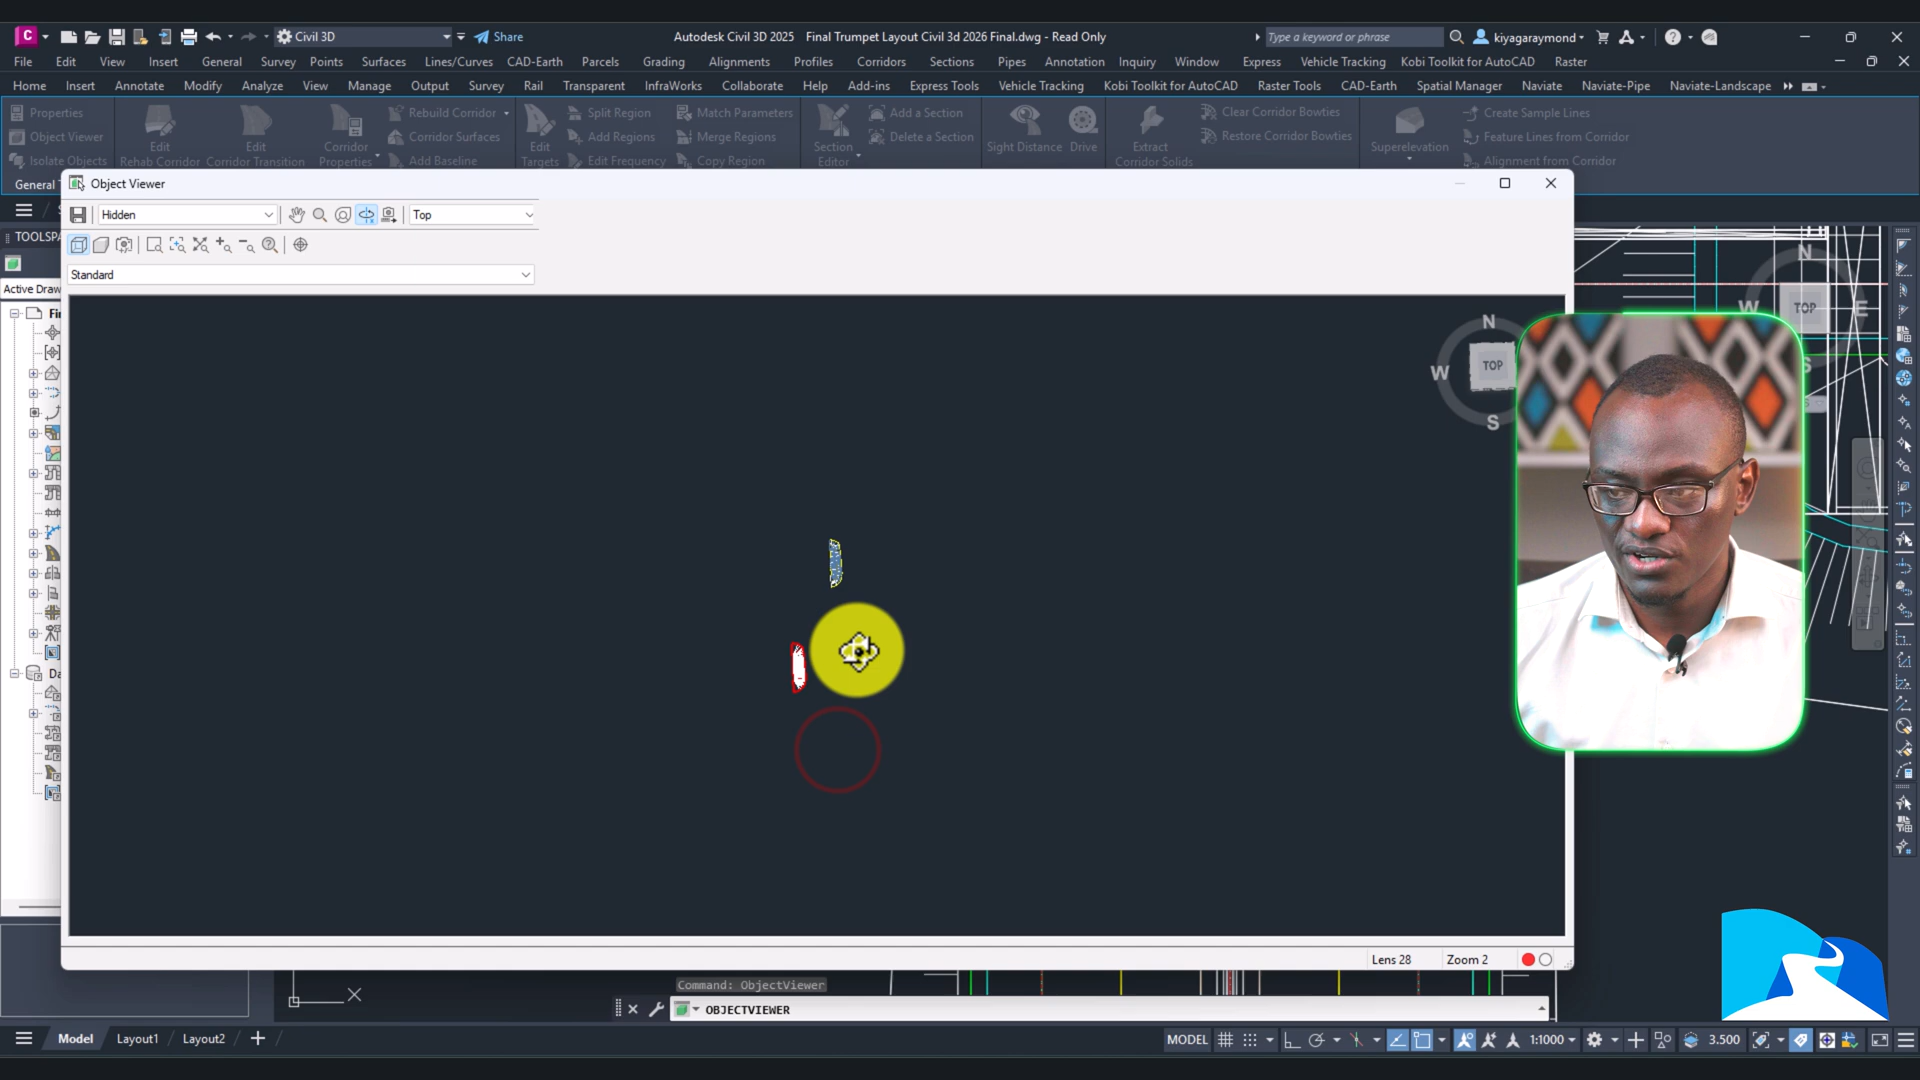 C Civil 3D Share Autodesk Civil 3D 2025 Final Trumpet Layout Civil 3d 2026 Final.dwg - Read Only Type a keyword or phrase kiyagaraymond
File Edit View Insert General Survey Points Surfaces Lines/Curves CAD-Earth Parcels Grading Alignments Profiles Corridors Sections Pipes Annotation Inquiry Window Express Vehicle Tracking Kobi Toolkit for AutoCAD Raster
Home Insert Annotate Modify Analyze View Manage Output Survey Rail Transparent InfraWorks Collaborate Help Add-ins Express Tools Vehicle Tracking Kobi Toolkit for AutoCAD Raster Tools CAD-Earth Spatial Manager Naviate Naviate-Pipe Naviate-Landscape
Properties Rebuild Corridor Split Region Match Parameters Add a Section Clear Corridor Bowties Create Sample Lines
Object Viewer Corridor Surfaces Add Regions Merge Regions Delete a Section Restore Corridor Bowties Feature Lines from Corridor
Edit Edit Corridor Edit Section Sight Distance Drive Extract Superelevation
Isolate Objects Rehab Corridor Corridor Transition Properties Add Baseline Targets Edit Frequency Copy Region Editor Corridor Solids Alignment from Corridor
General
Object Viewer
Hidden Top
TOOLSPA
Standard
Active Draw
Fi
Da
N
W TOP E
S
N
W TOP
S
Lens 28 Zoom 2
Command: ObjectViewer
OBJECTVIEWER
X
Model Layout1 Layout2 + MODEL 1:1000 3.500